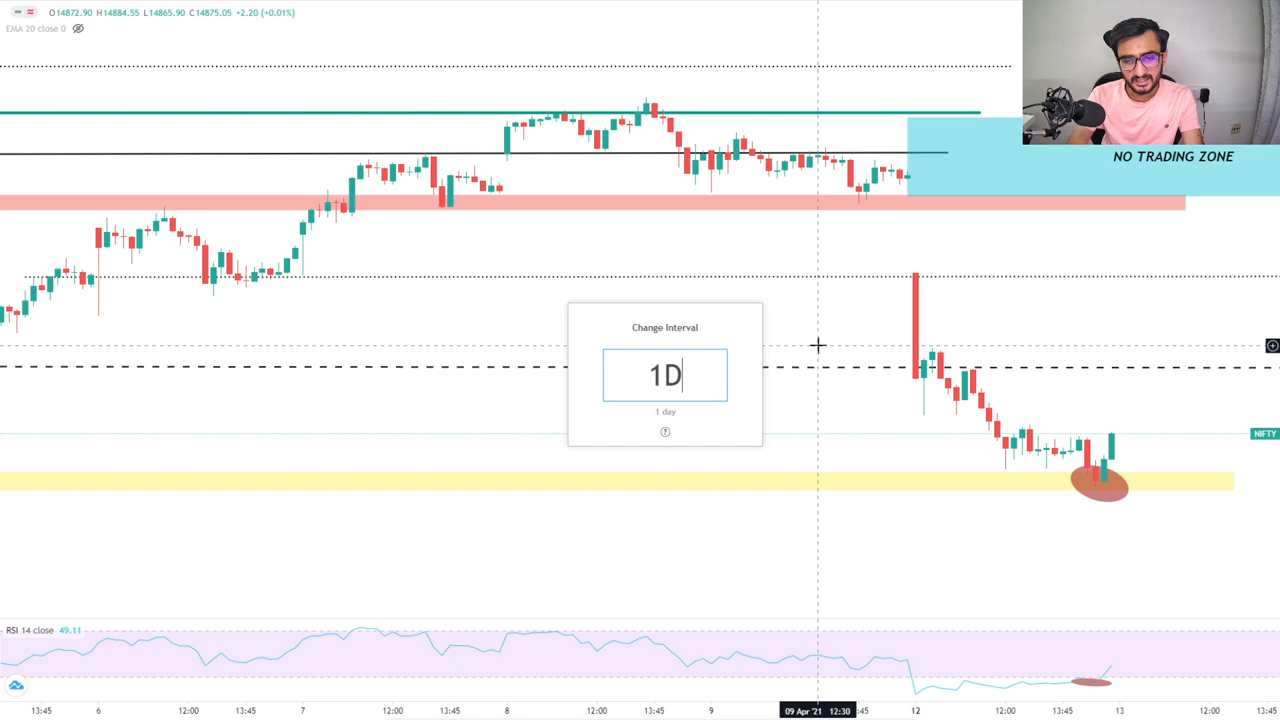 O14872.90 H14884.55 L14865.90 C14875.05 +2.20 (+0.01%)
EMA 20 close 0
NO TRADING ZONE
Change Interval
1D
1 day
?
NIFTY
RSI 14 close 49.11
13:45 6 12:00 13:45 7 12:00 13:45 8 12:00 13:45 9 09 Apr '21 12:30 :45 12 12:00 13:45 13 12:00 13:45